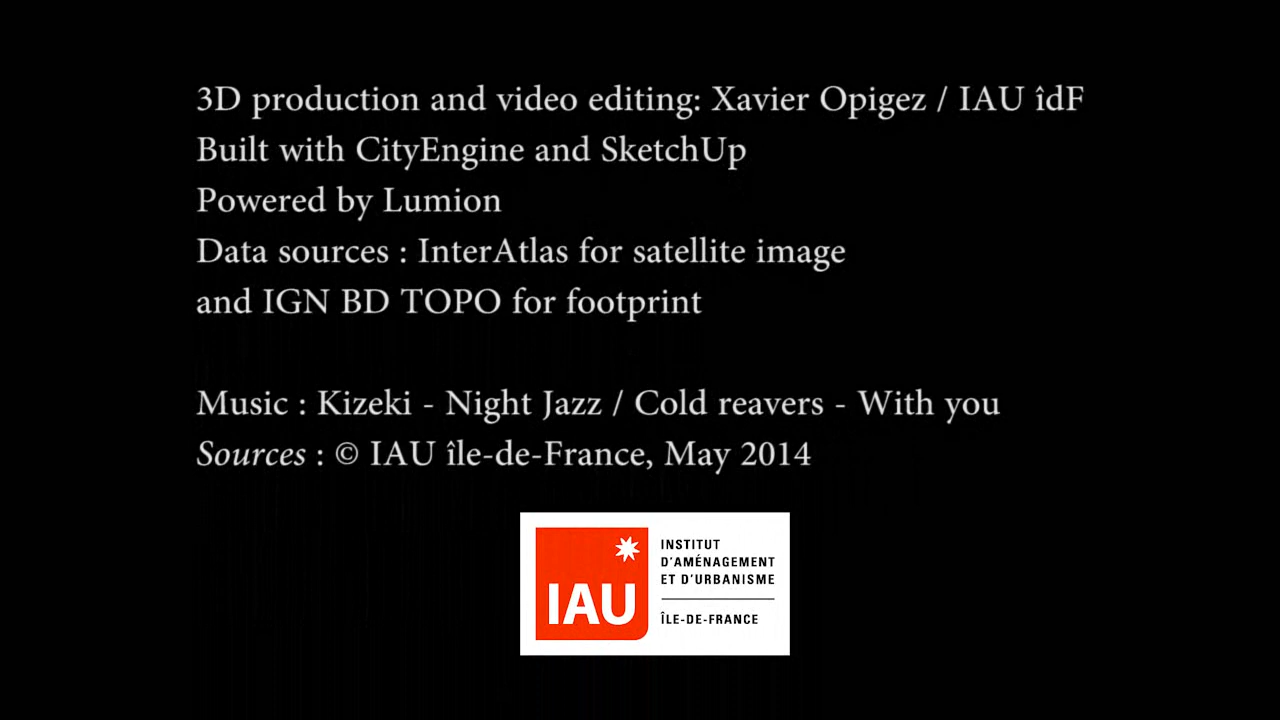 3D production and video editing: Xavier Opigez / IAU îdF
Built with CityEngine and SketchUp
Powered by Lumion
Data sources : InterAtlas for satellite image
and IGN BD TOPO for footprint
Music : Kizeki - Night Jazz / Cold reavers - With you
Sources : © IAU île-de-France, May 2014
IAU
INSTITUT
D'AMÉNAGEMENT
ET D'URBANISME
ÎLE-DE-FRANCE